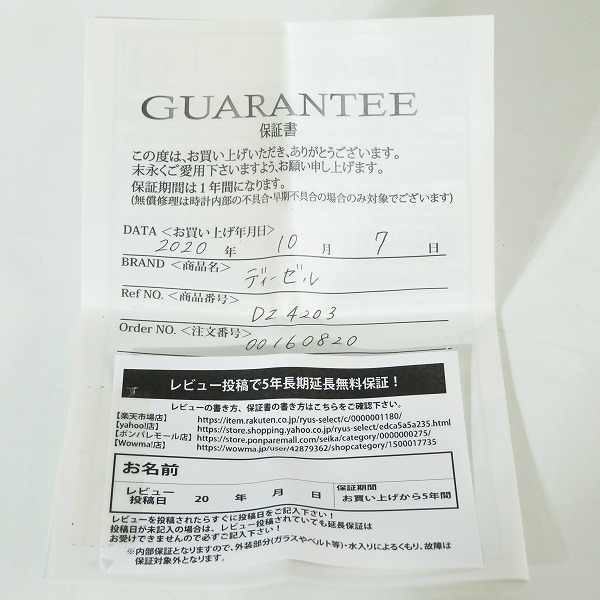 GUARANTEE
保証書
この度は、お買い上げいただき、ありがとうございます。
末永くご愛用下さいますよう、お願い申し上げます。
保証期間は1年間になります。
(無償修理は時計内部の不具合・早期不具合の場合のみ対象でございます)
DATA <お買い上げ年月日>
2020 年 10 月 7 日
BRAND <商品名> ディーゼル
Ref NO. <商品番号> DZ 4203
Order NO. <注文番号> 00160820
レビュー投稿で5年長期延長無料保証!
レビューの書き方、保証書の書き方はこちらをご確認下さい。
【楽天市場店】 https://item.rakuten.co.jp/ryus-select/c/0000001180/
【yahoo!店】 https://store.shopping.yahoo.co.jp/ryus-select/edca5a5a235.html
【ポンパレモール店】 https://store.ponparemall.com/seika/category/0000000275/
【Wowma!店】 https://wowma.jp/user/42879362/shopcategory/1500017735
お名前
レビュー投稿日 20 年 月 日 保証期間 お買い上げから5年間
レビューを投稿されたらすぐに投稿日をご記入下さい!
投稿日が未記入の場合は、レビュー投稿されていても延長保証は
お受けできませんので必ずご記入下さい!
※内部保証となりますので、外装部分(ガラスやベルト等)・水入りによるくもり、故障は
保証対象外となります。